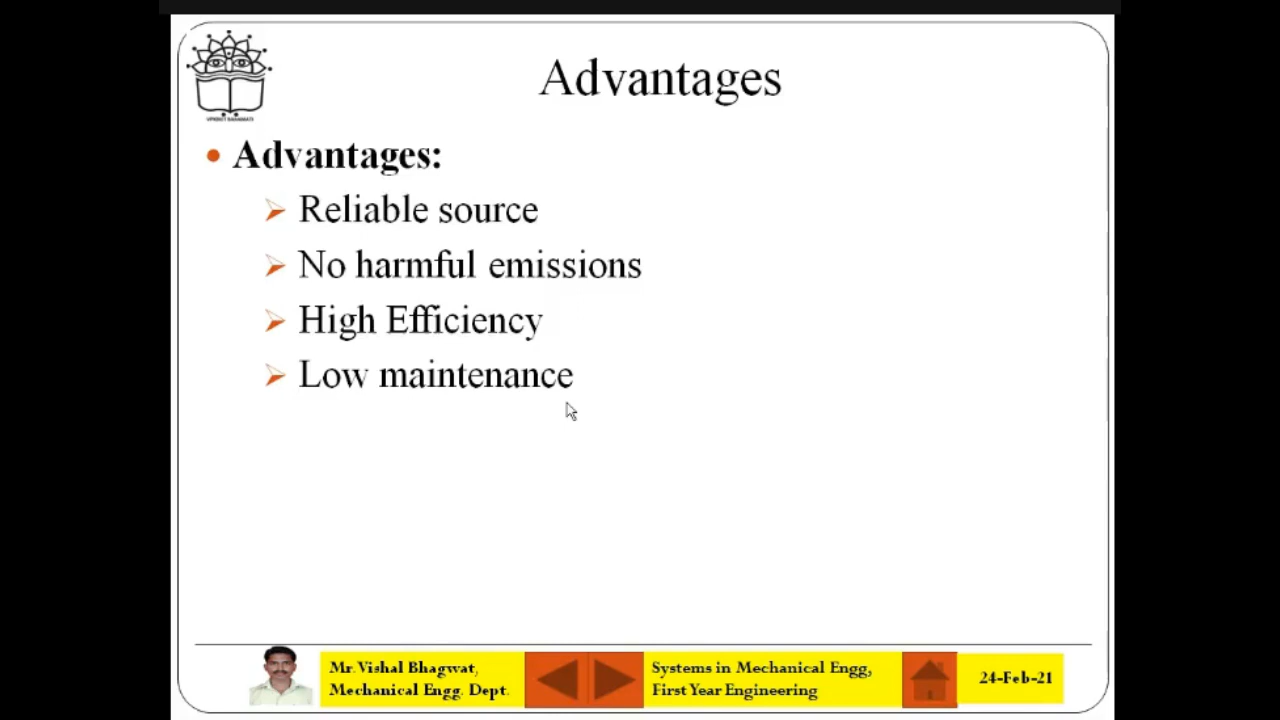 Advantages
Advantages:
Reliable source
No harmful emissions
High Efficiency
Low maintenance
Mr. Vishal Bhagwat,
Mechanical Engg. Dept.
Systems in Mechanical Engg,
First Year Engineering
24-Feb-21